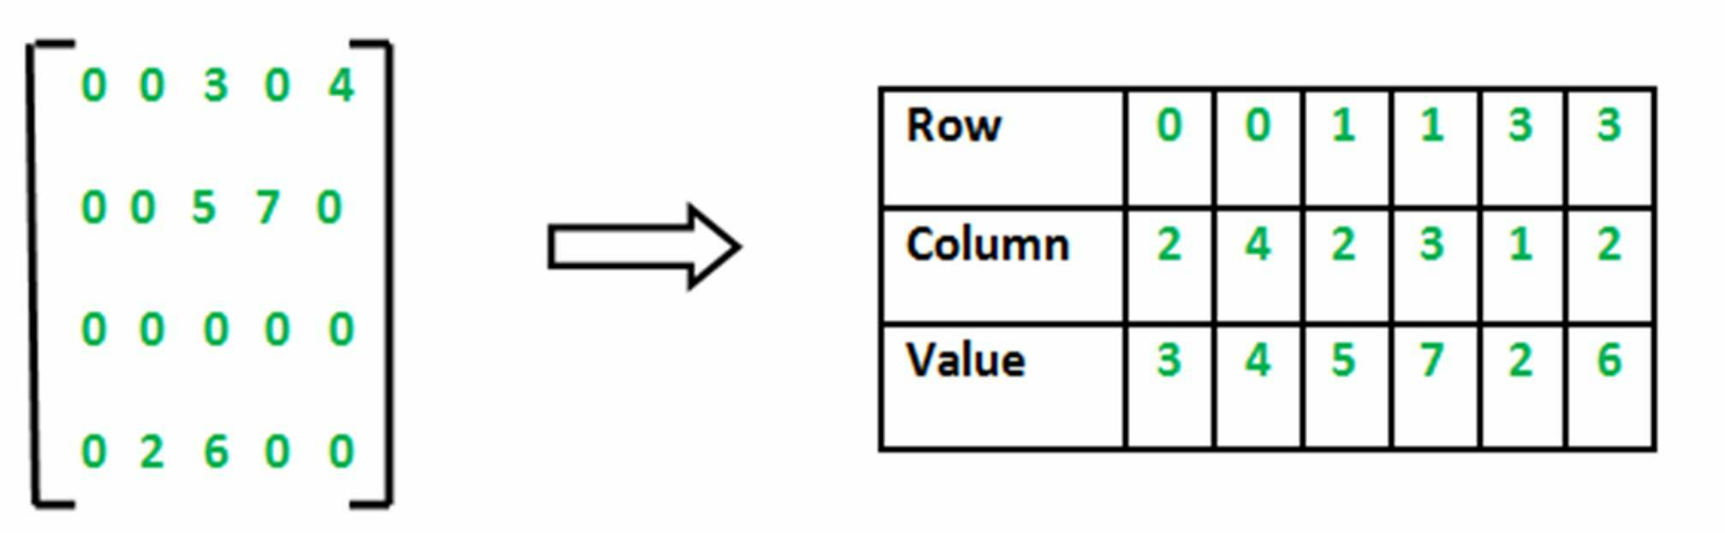 0 0 3 0 4
0 0 5 7 0
0 0 0 0 0
0 2 6 0 0
Row 0 0 1 1 3 3
Column 2 4 2 3 1 2
Value 3 4 5 7 2 6